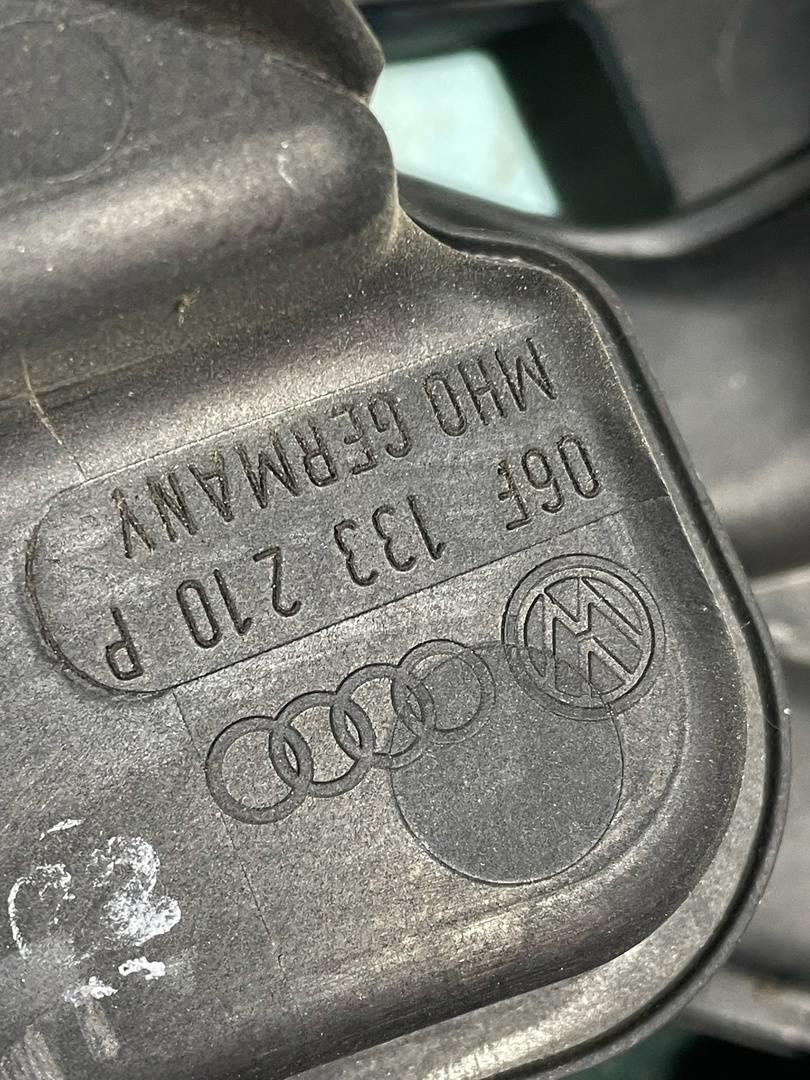 06F 133 210 P
MHO GERMANY